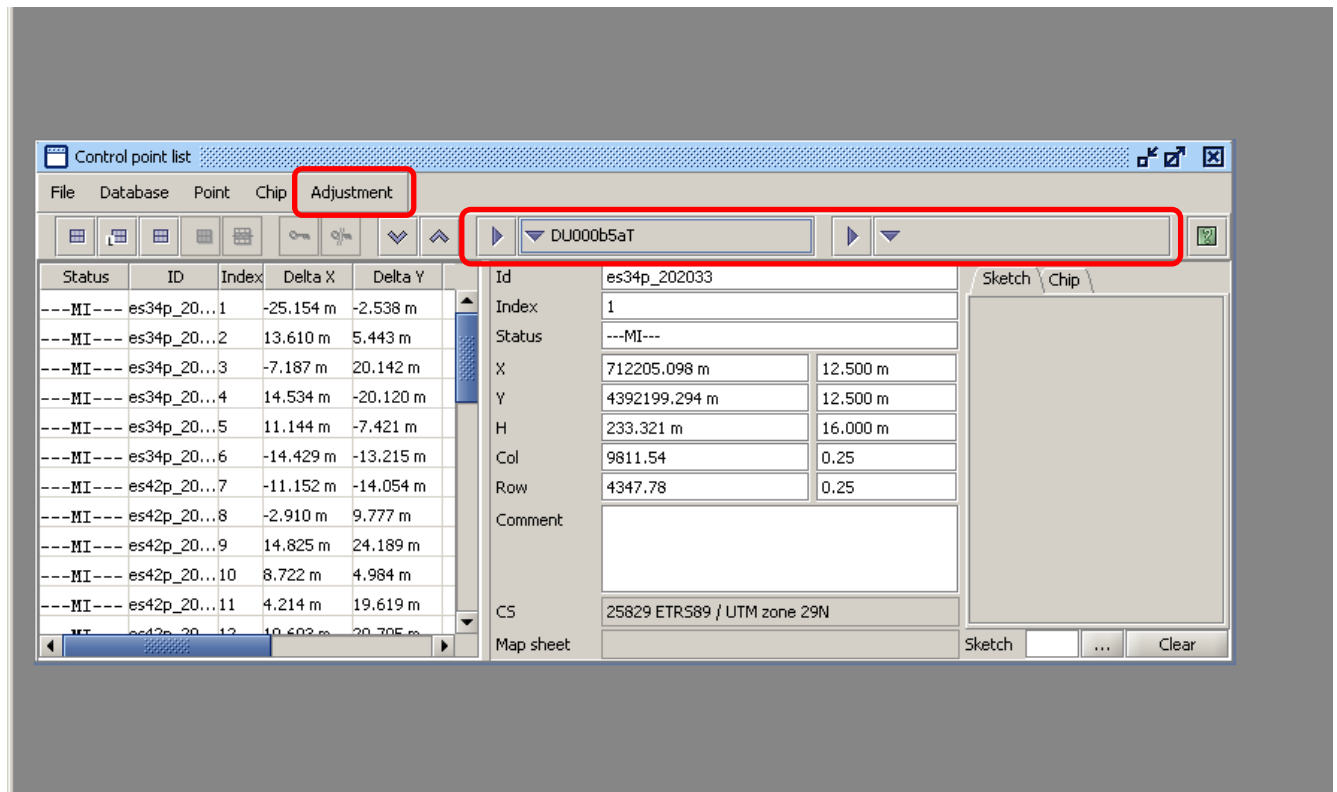 Control point list
File Database Point Chip Adjustment
DU000b5aT
Status ID Index Delta X Delta Y
---MI--- es34p_20... 1 -25.154 m -2.538 m
---MI--- es34p_20... 2 13.610 m 5.443 m
---MI--- es34p_20... 3 -7.187 m 20.142 m
---MI--- es34p_20... 4 14.534 m -20.120 m
---MI--- es34p_20... 5 11.144 m -7.421 m
---MI--- es34p_20... 6 -14.429 m -13.215 m
---MI--- es42p_20... 7 -11.152 m -14.054 m
---MI--- es42p_20... 8 -2.910 m 9.777 m
---MI--- es42p_20... 9 14.825 m 24.189 m
---MI--- es42p_20... 10 8.722 m 4.984 m
---MI--- es42p_20... 11 4.214 m 19.619 m
Id es34p_202033
Index 1
Status ---MI---
X 712205.098 m 12.500 m
Y 4392199.294 m 12.500 m
H 233.321 m 16.000 m
Col 9811.54 0.25
Row 4347.78 0.25
Comment
CS 25829 ETRS89 / UTM zone 29N
Map sheet
Sketch Chip
Sketch ... Clear